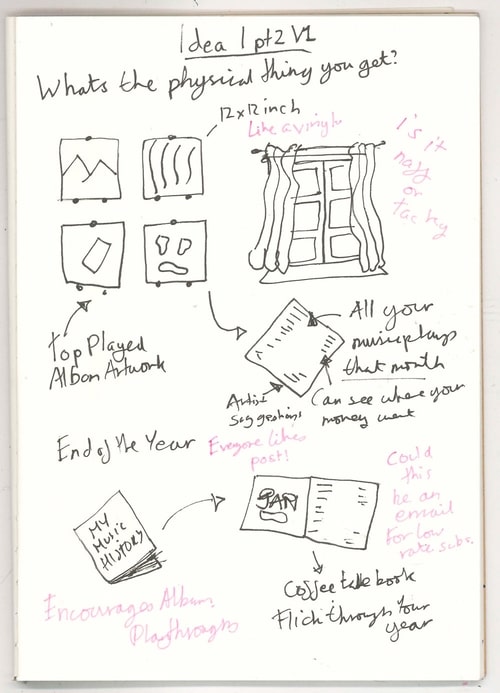 Idea 1 pt2 V1
Whats the physical thing you get?
12x12 inch
Like a vinyl
Is it
naff
or
tacky
Top Played
Album Artwork
All your
music plays
that month
Can see where your
money went
Artist
suggestions
End of the Year
Everyone likes
post!
MY
Music
History
JAN
Could
this
be an
email
for low
rate subs.
Coffee table book
Flick through your
year
Encourages Album
Playthroughs